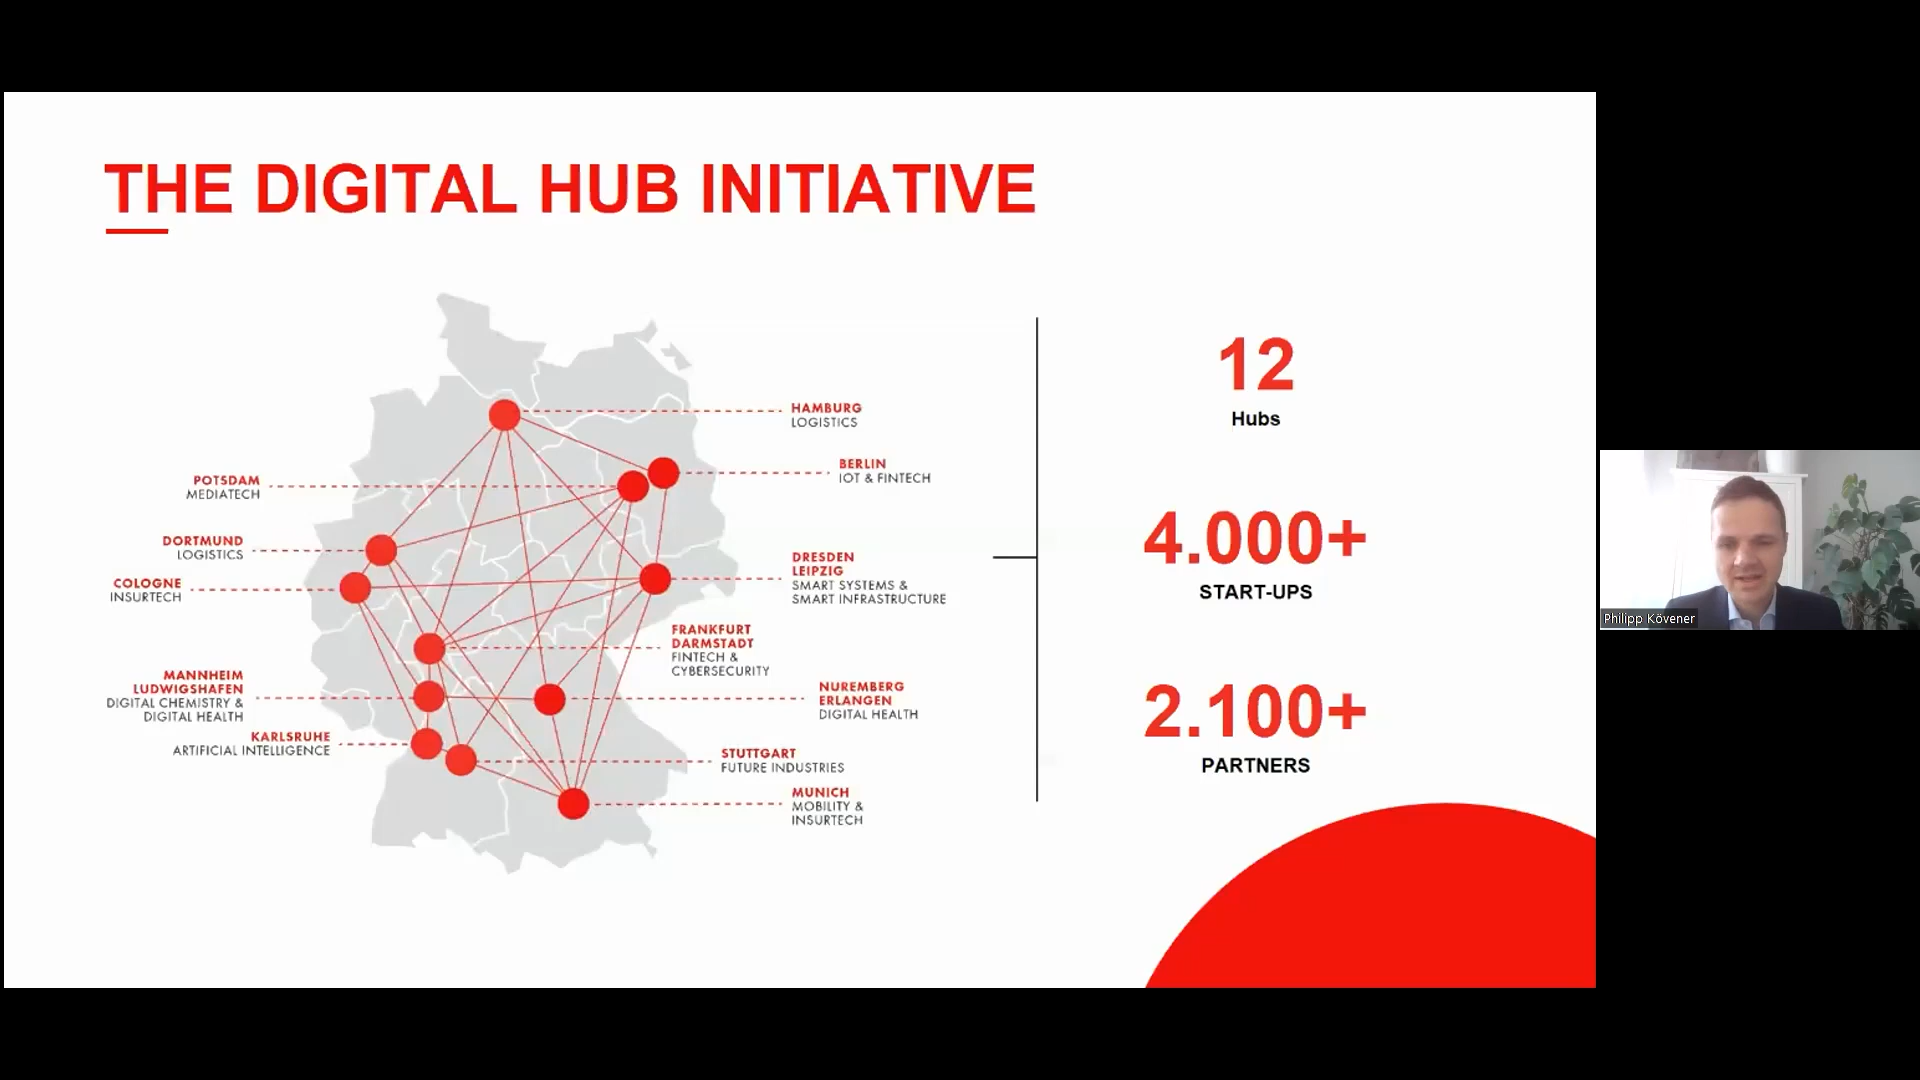 THE DIGITAL HUB INITIATIVE
HAMBURG
LOGISTICS
BERLIN
IOT & FINTECH
POTSDAM
MEDIATECH
DORTMUND
LOGISTICS
COLOGNE
INSURTECH
DRESDEN
LEIPZIG
SMART SYSTEMS &
SMART INFRASTRUCTURE
FRANKFURT
DARMSTADT
FINTECH &
CYBERSECURITY
MANNHEIM
LUDWIGSHAFEN
DIGITAL CHEMISTRY &
DIGITAL HEALTH
NUREMBERG
ERLANGEN
DIGITAL HEALTH
KARLSRUHE
ARTIFICIAL INTELLIGENCE
STUTTGART
FUTURE INDUSTRIES
MUNICH
MOBILITY &
INSURTECH
12
Hubs
4.000+
START-UPS
2.100+
PARTNERS
Philipp Kövener